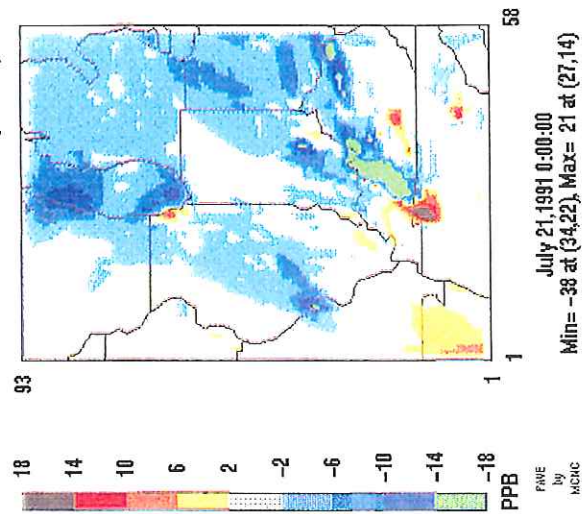 18
14
10
6
2
-2
-6
-10
-14
-18
PPB
PAVE
by
MCNC
93
1
1
58
July 21,1991 0:00:00
Min= -38 at (34,22), Max= 21 at (27,14)